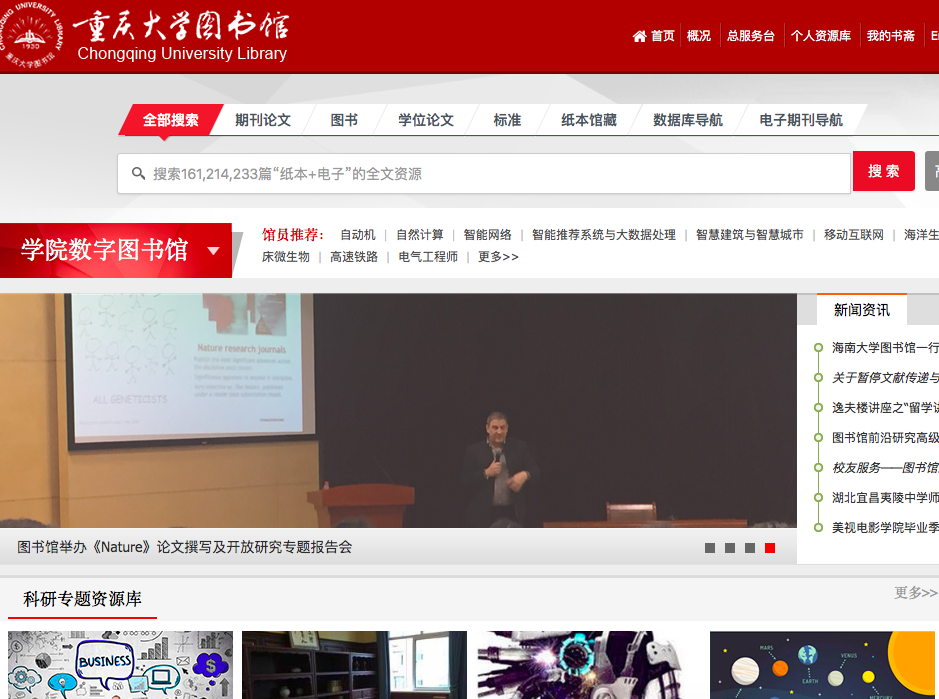 CHONGQING UNIVERSITY LIBRARY
1930
重庆大学图书馆
重庆大学图书馆
Chongqing University Library
首页 概况 总服务台 个人资源库 我的书斋
全部搜索 期刊论文 图书 学位论文 标准 纸本馆藏 数据库导航 电子期刊导航
搜索161,214,233篇“纸本+电子”的全文资源 搜 索
学院数字图书馆
馆员推荐: 自动机 | 自然计算 | 智能网络 | 智能推荐系统与大数据处理 | 智慧建筑与智慧城市 | 移动互联网 | 海洋生
床微生物 | 高速铁路 | 电气工程师 | 更多>>
Nature research journals
ALL GENETICISTS
图书馆举办《Nature》论文撰写及开放研究专题报告会
新闻资讯
海南大学图书馆一行
关于暂停文献传递与
逸夫楼讲座之“留学讲
图书馆前沿研究高级
校友服务——图书馆
湖北宜昌夷陵中学师
美视电影学院毕业季
科研专题资源库
更多>>
BUSINESS
$
MARS
EARTH
VENUS
MERCURY